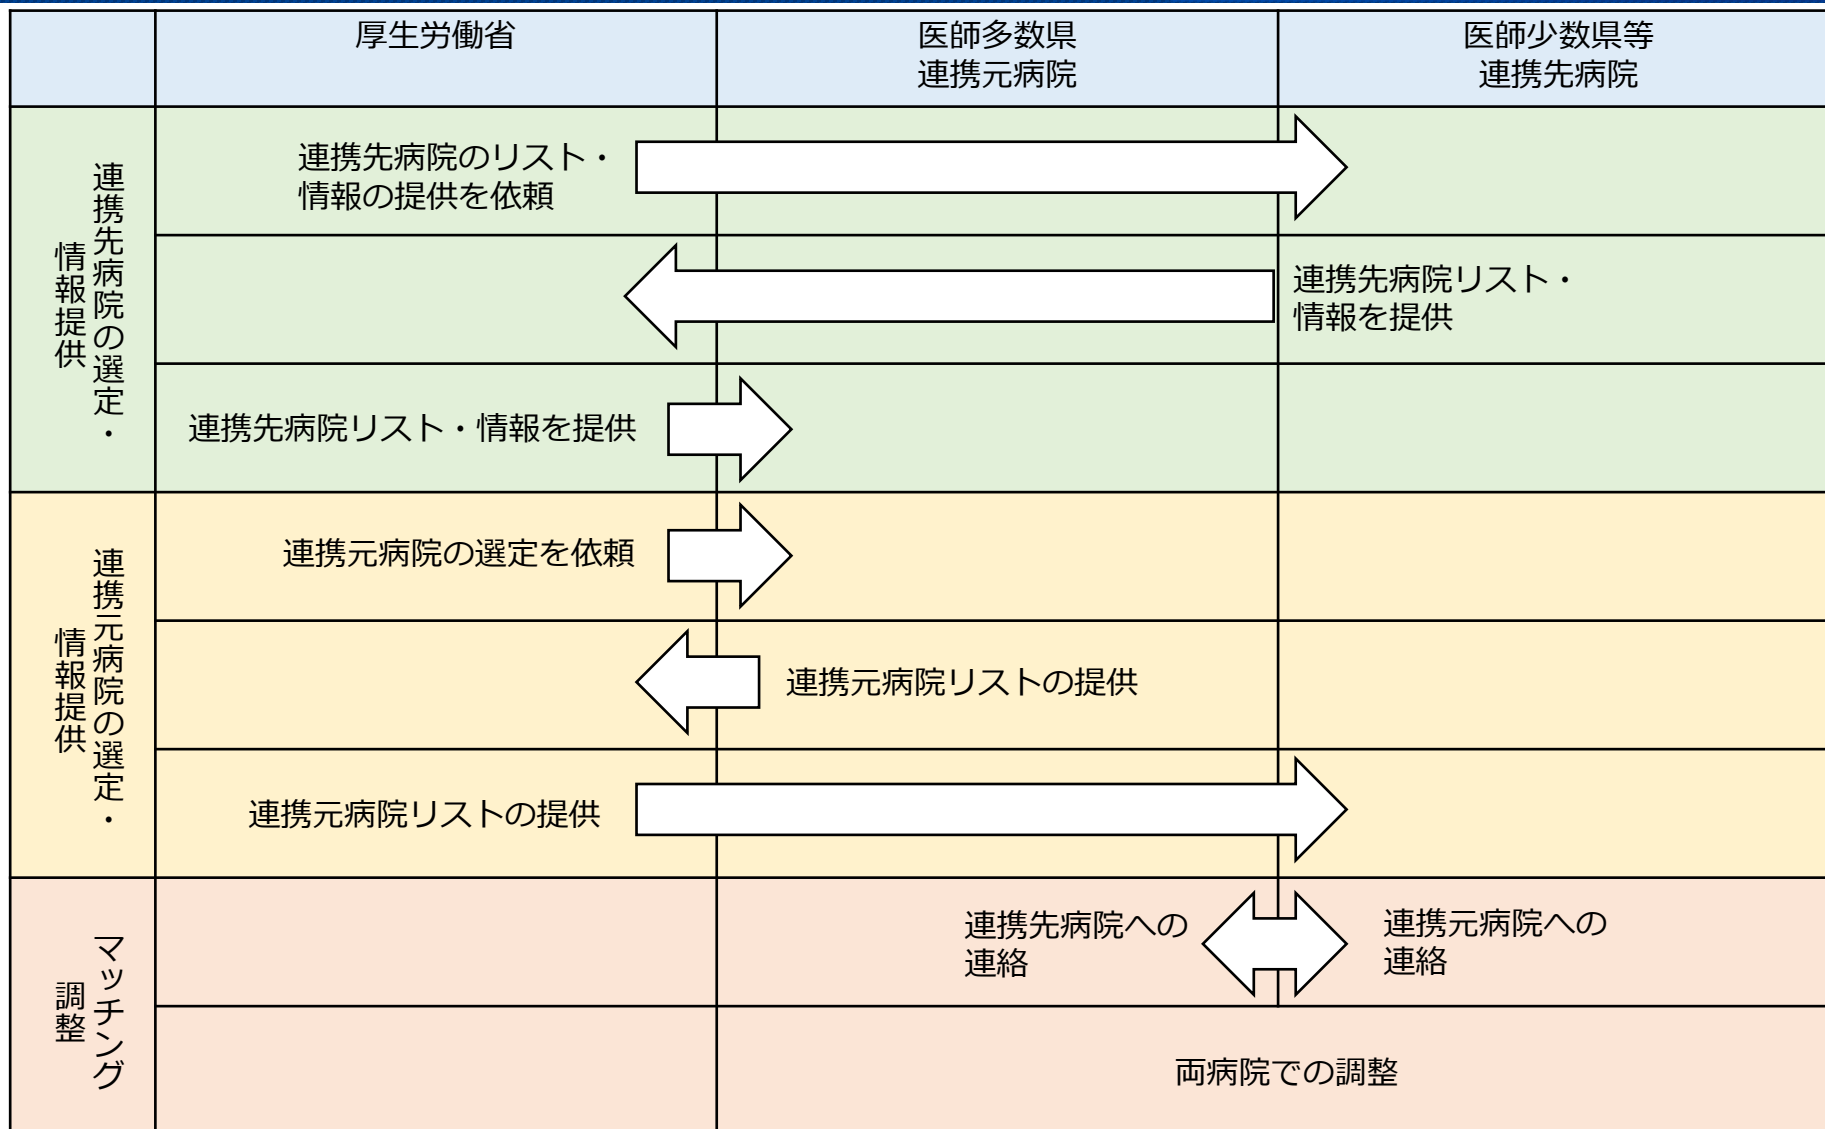 厚生労働省
医師多数県
連携元病院
医師少数県等
連携先病院
連携先病院の選定・
情報提供
連携先病院のリスト・
情報の提供を依頼
連携先病院リスト・
情報を提供
連携先病院リスト・情報を提供
連携元病院の選定・
情報提供
連携元病院の選定を依頼
連携元病院リストの提供
連携元病院リストの提供
マッチング
調整
連携先病院への
連絡
連携元病院への
連絡
両病院での調整